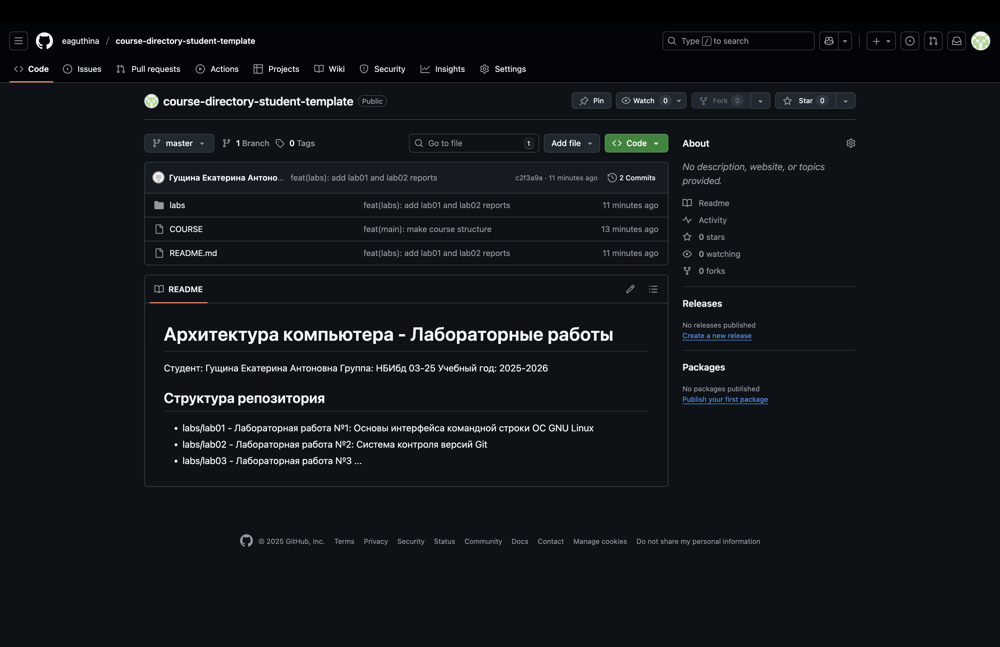 eaguthina / course-directory-student-template
Type / to search
Code Issues Pull requests Actions Projects Wiki Security Insights Settings
course-directory-student-template Public
Pin Watch 0 Fork 0 Star 0
master 1 Branch 0 Tags
Go to file t Add file Code
Гущина Екатерина Антоно... feat(labs): add lab01 and lab02 reports c2f3a9a · 11 minutes ago 2 Commits
labs feat(labs): add lab01 and lab02 reports 11 minutes ago
COURSE feat(main): make course structure 13 minutes ago
README.md feat(labs): add lab01 and lab02 reports 11 minutes ago
README
Архитектура компьютера - Лабораторные работы
Студент: Гущина Екатерина Антоновна Группа: НБИбд 03-25 Учебный год: 2025-2026
Структура репозитория
• labs/lab01 - Лабораторная работа №1: Основы интерфейса командной строки ОС GNU Linux
• labs/lab02 - Лабораторная работа №2: Система контроля версий Git
• labs/lab03 - Лабораторная работа №3 ...
About
No description, website, or topics
provided.
Readme
Activity
0 stars
0 watching
0 forks
Releases
No releases published
Create a new release
Packages
No packages published
Publish your first package
© 2025 GitHub, Inc. Terms Privacy Security Status Community Docs Contact Manage cookies Do not share my personal information